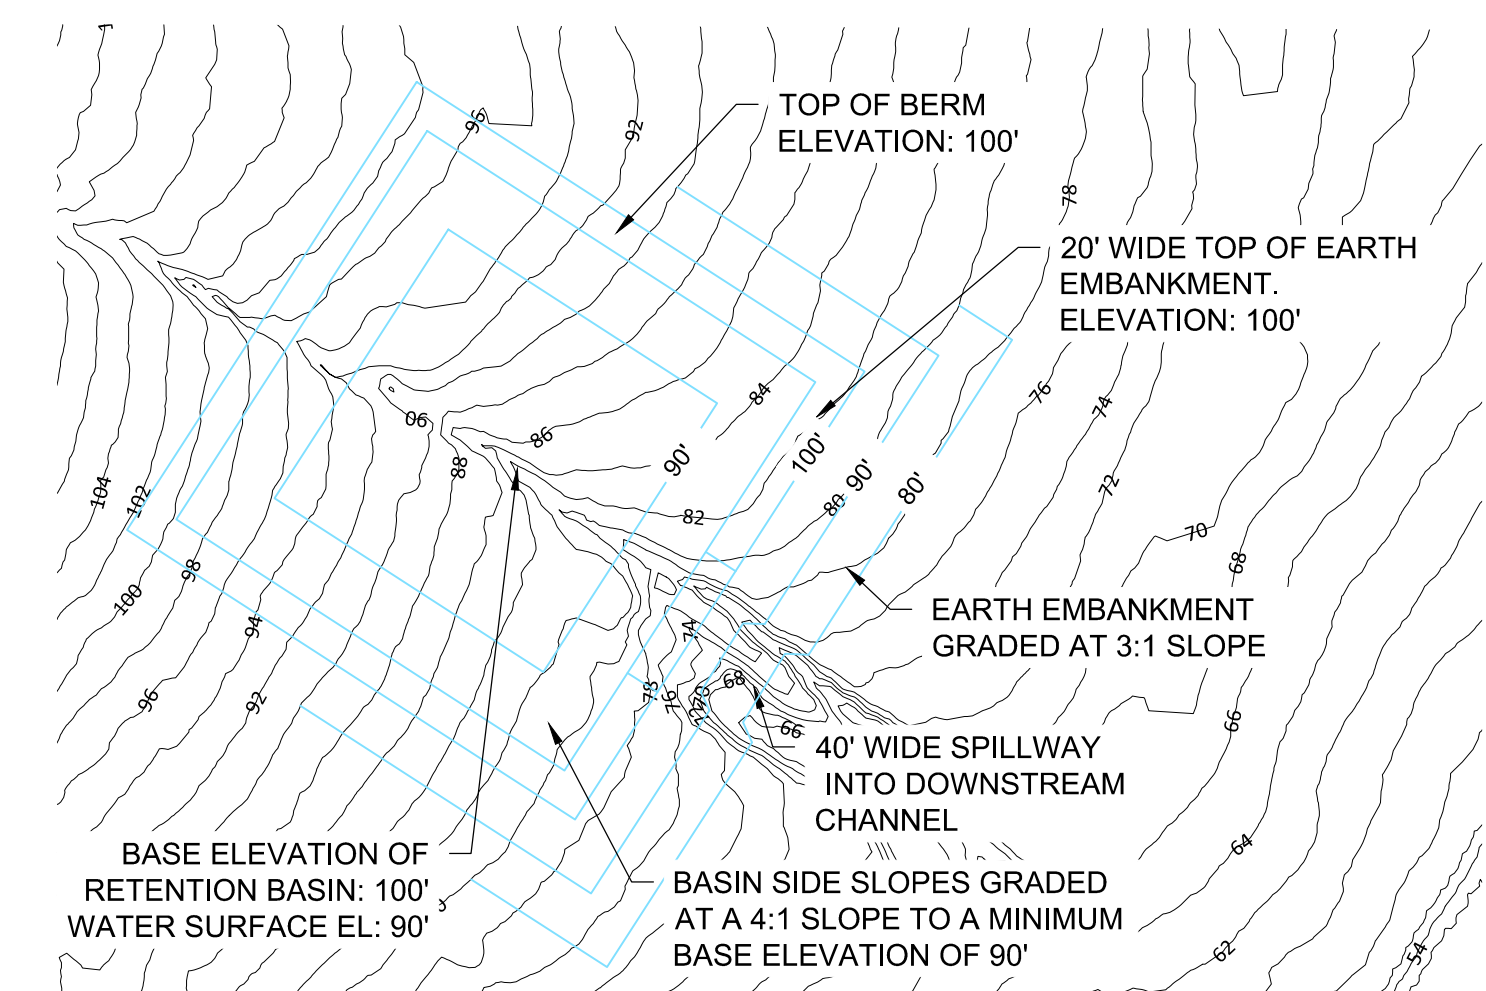 96
92
TOP OF BERM
ELEVATION: 100'
78
20' WIDE TOP OF EARTH
EMBANKMENT.
ELEVATION: 100'
84
76
74
90
86
88
90'
100'
90'
80'
80
72
104
102
82
70
68
98
100
94
EARTH EMBANKMENT
GRADED AT 3:1 SLOPE
74
68
78
76
72
70
66
96
92
66
40' WIDE SPILLWAY
INTO DOWNSTREAM
CHANNEL
64
BASE ELEVATION OF
RETENTION BASIN: 100'
WATER SURFACE EL: 90'
BASIN SIDE SLOPES GRADED
AT A 4:1 SLOPE TO A MINIMUM
BASE ELEVATION OF 90'
62
54